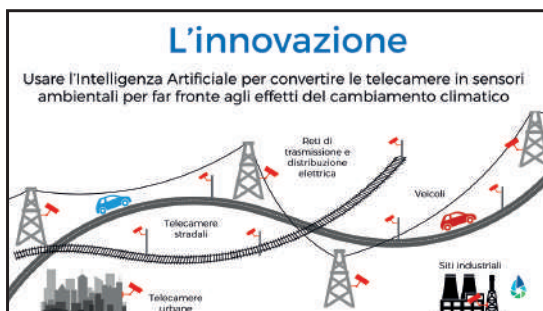 L'innovazione
Usare l'Intelligenza Artificiale per convertire le telecamere in sensori
ambientali per far fronte agli effetti del cambiamento climatico
Reti di
trasmissione e
distribuzione
elettrica
Veicoli
Telecamere
stradali
Siti industriali
Telecamere
urbane